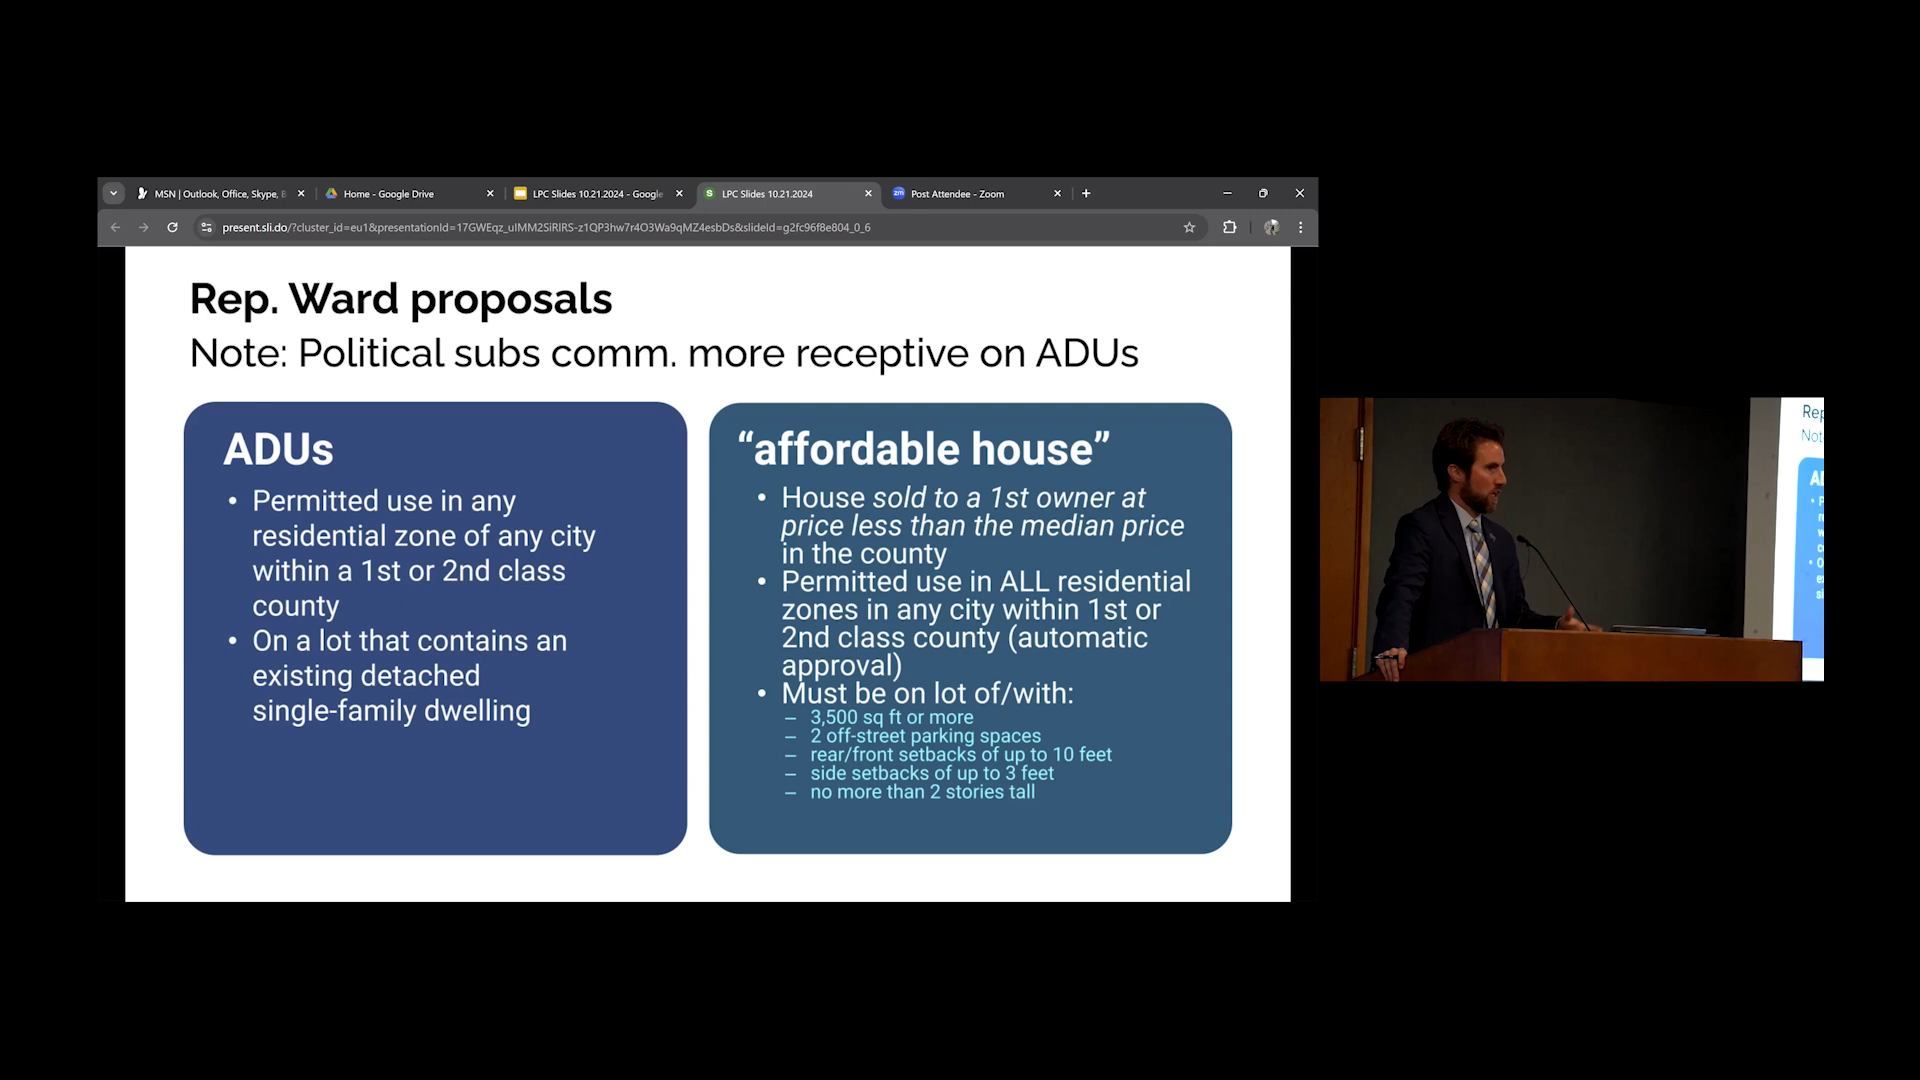 MSN | Outlook, Office, Skype,
Home - Google Drive
LPC Slides 10.21.2024 - Google
LPC Slides 10.21.2024
zm
Post Attendee - Zoom
present.sli.do/?cluster_id=eu1&presentationId=17GWEqz_uIMM2SiRIRS-z1QP3hw7r4O3Wa9qMZ4esbDs&slideId=g2fc96f8e804_0_6
Rep. Ward proposals
Note: Political subs comm. more receptive on ADUs
ADUs
• Permitted use in any
residential zone of any city
within a 1st or 2nd class
county
• On a lot that contains an
existing detached
single-family dwelling
“affordable house”
• House sold to a 1st owner at
price less than the median price
in the county
• Permitted use in ALL residential
zones in any city within 1st or
2nd class county (automatic
approval)
• Must be on lot of/with:
– 3,500 sq ft or more
– 2 off-street parking spaces
– rear/front setbacks of up to 10 feet
– side setbacks of up to 3 feet
– no more than 2 stories tall
Rep
Not